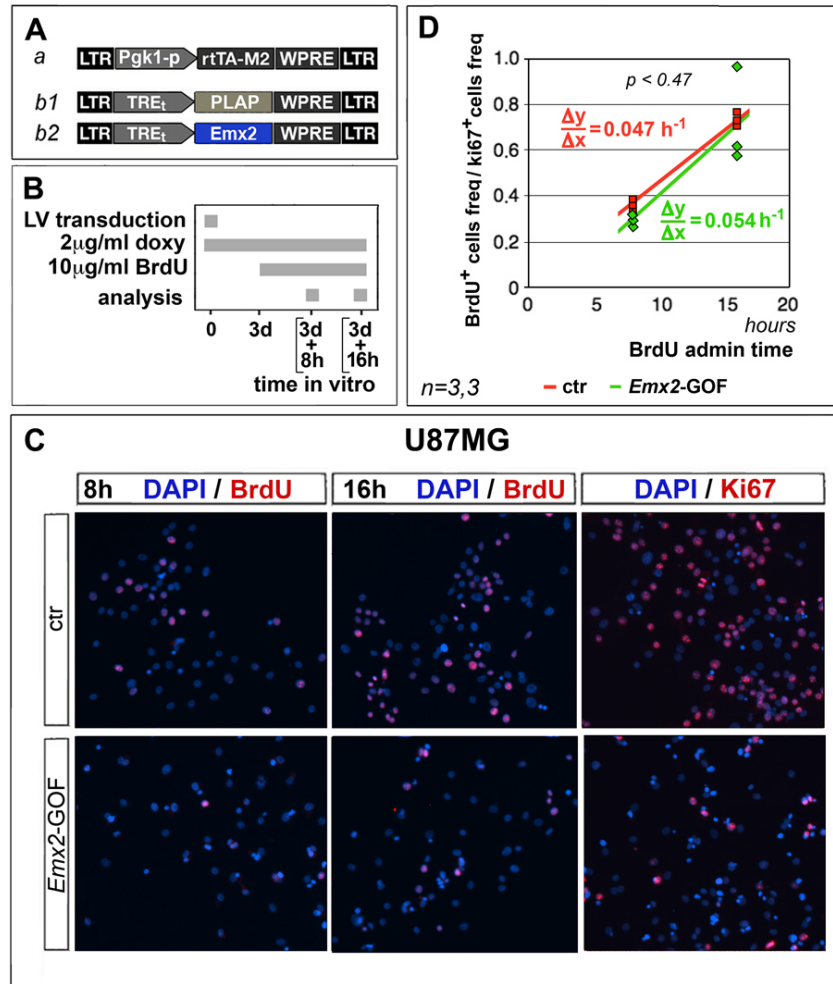 A
a LTR Pgk1-p rtTA-M2 WPRE LTR
b1 LTR TREt PLAP WPRE LTR
b2 LTR TREt Emx2 WPRE LTR
B
LV transduction
2µg/ml doxy
10µg/ml BrdU
analysis
0 3d [3d + 8h [3d + 16h
time in vitro
D
BrdU+ cells freq/ ki67+cells freq
1.0
0.8
0.6
0.4
0.2
0
p < 0.47
Δy/Δx = 0.047 h-1
Δy/Δx = 0.054 h-1
0 5 10 15 20
hours
BrdU admin time
n=3,3 ctr Emx2-GOF
C U87MG
8h DAPI / BrdU 16h DAPI / BrdU DAPI / Ki67
ctr
Emx2-GOF